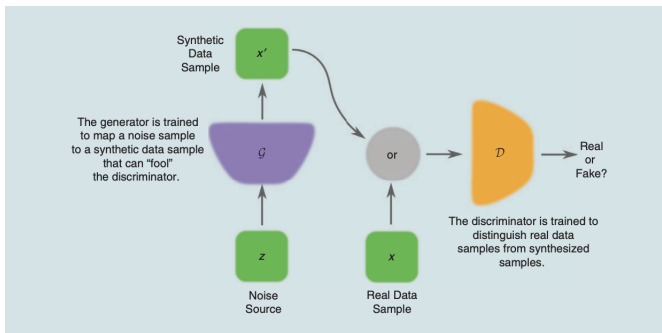 Synthetic
Data
Sample
x′
The generator is trained
to map a noise sample
to a synthetic data sample
that can “fool”
the discriminator.
𝒢
or
𝒟
Real
or
Fake?
The discriminator is trained to
distinguish real data
samples from synthesized
samples.
z
x
Noise
Source
Real Data
Sample